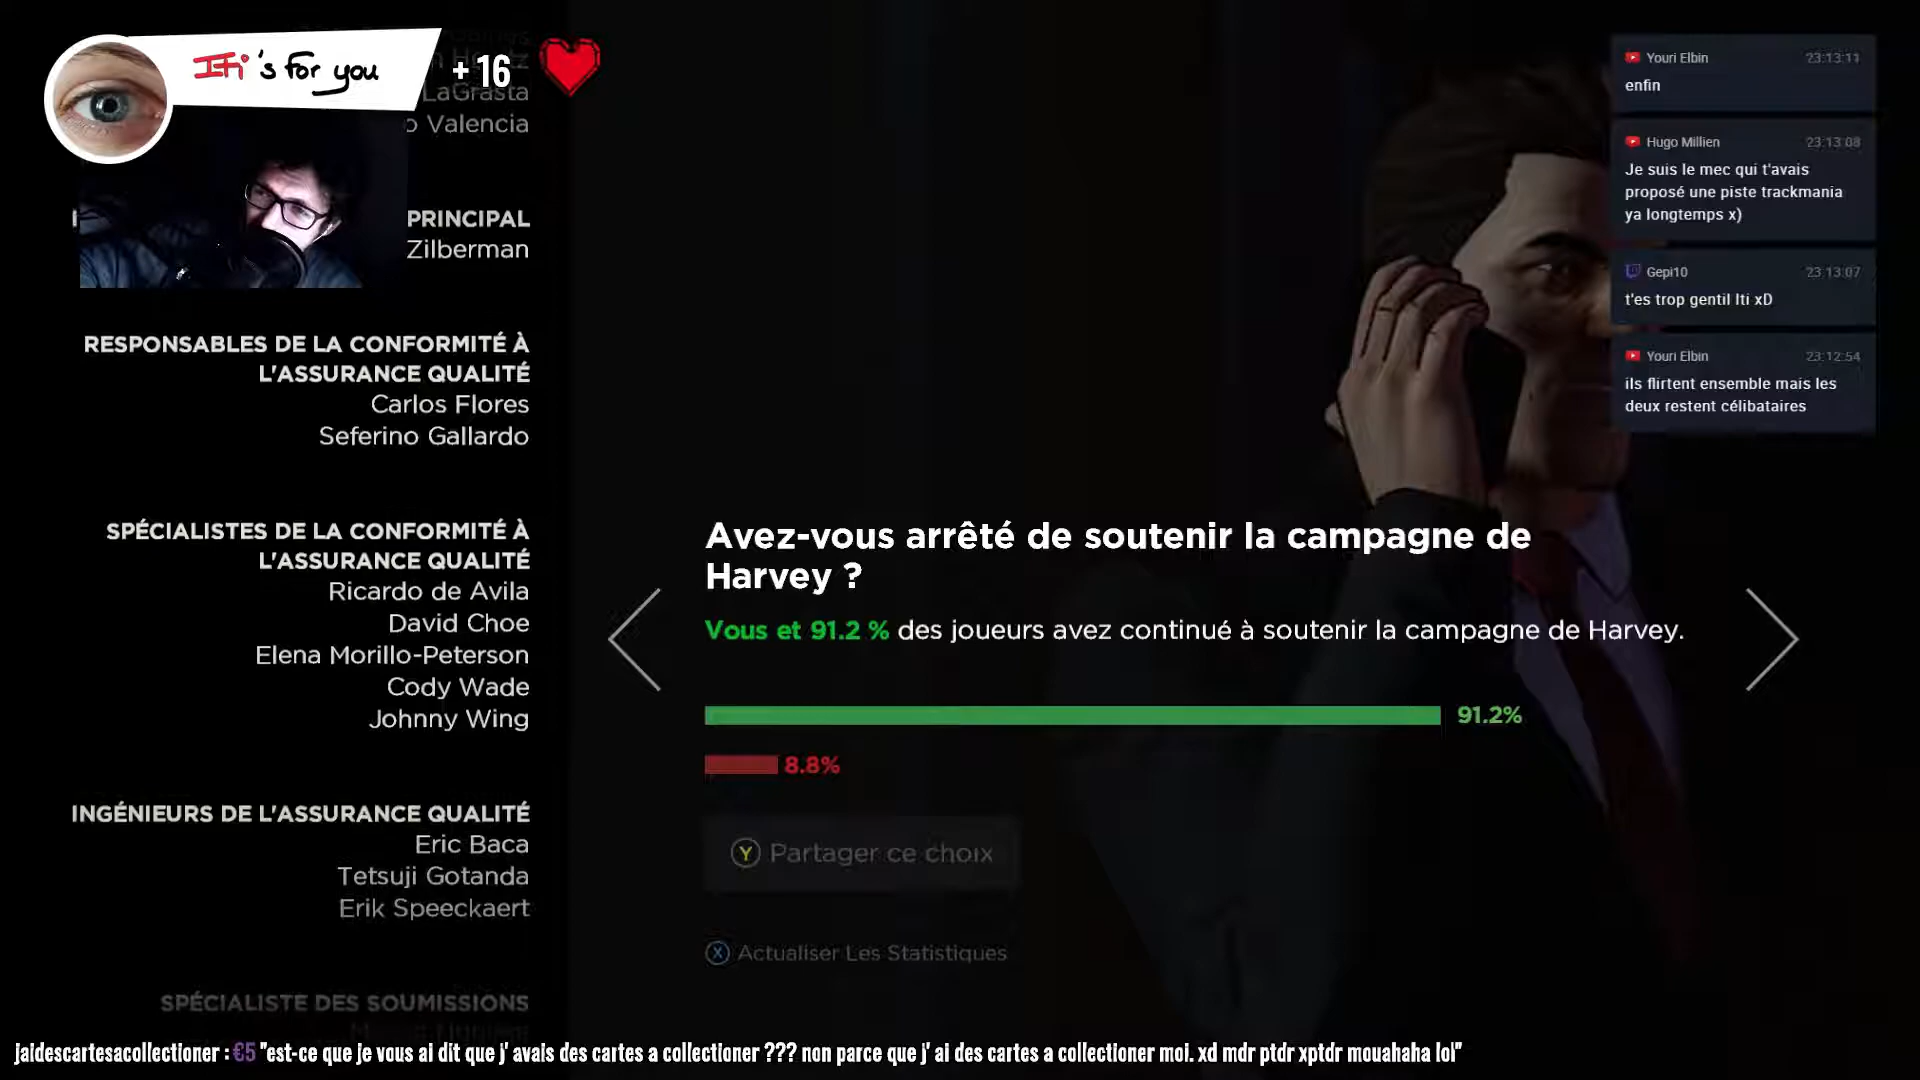 Iti's for you
+ 16
LaGrasta
o Valencia
PRINCIPAL
Zilberman
RESPONSABLES DE LA CONFORMITÉ À
L'ASSURANCE QUALITÉ
Carlos Flores
Seferino Gallardo
SPÉCIALISTES DE LA CONFORMITÉ À
L'ASSURANCE QUALITÉ
Ricardo de Avila
David Choe
Elena Morillo-Peterson
Cody Wade
Johnny Wing
INGÉNIEURS DE L'ASSURANCE QUALITÉ
Eric Baca
Tetsuji Gotanda
Erik Speeckaert
SPÉCIALISTE DES SOUMISSIONS
Avez-vous arrêté de soutenir la campagne de
Harvey ?
Vous et 91.2 % des joueurs avez continué à soutenir la campagne de Harvey.
91.2%
8.8%
Y Partager ce choix
X Actualiser Les Statistiques
Youri Elbin 23:13:11
enfin
Hugo Millien 23:13:08
Je suis le mec qui t'avais
proposé une piste trackmania
ya longtemps x)
Gepi10 23:13:07
t'es trop gentil Iti xD
Youri Elbin 23:12:54
ils flirtent ensemble mais les
deux restent célibataires
jaidescartesacollectioner : €5 "est-ce que je vous ai dit que j' avais des cartes a collectioner ??? non parce que j' ai des cartes a collectioner moi. xd mdr ptdr xptdr mouahaha lol"